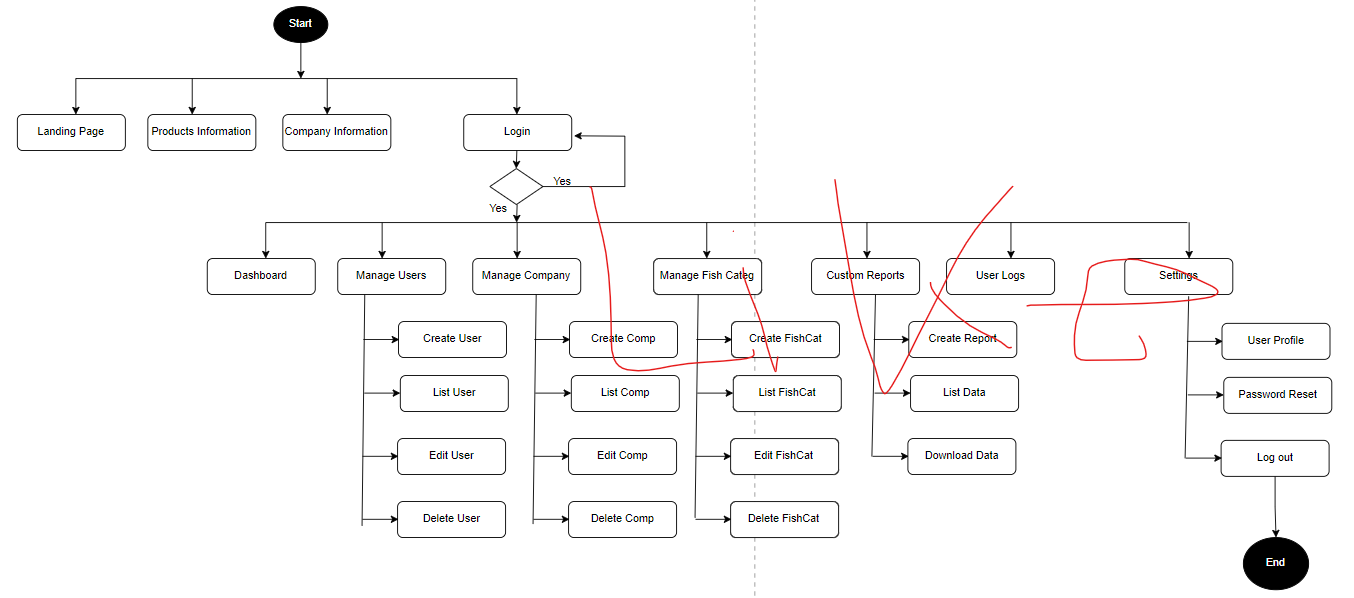 Start
Landing Page
Products Information
Company Information
Login
Yes
Yes
Dashboard
Manage Users
Manage Company
Manage Fish Categ
Custom Reports
User Logs
Settings
Create User
Create Comp
Create FishCat
Create Report
User Profile
List User
List Comp
List FishCat
List Data
Password Reset
Edit User
Edit Comp
Edit FishCat
Download Data
Log out
Delete User
Delete Comp
Delete FishCat
End